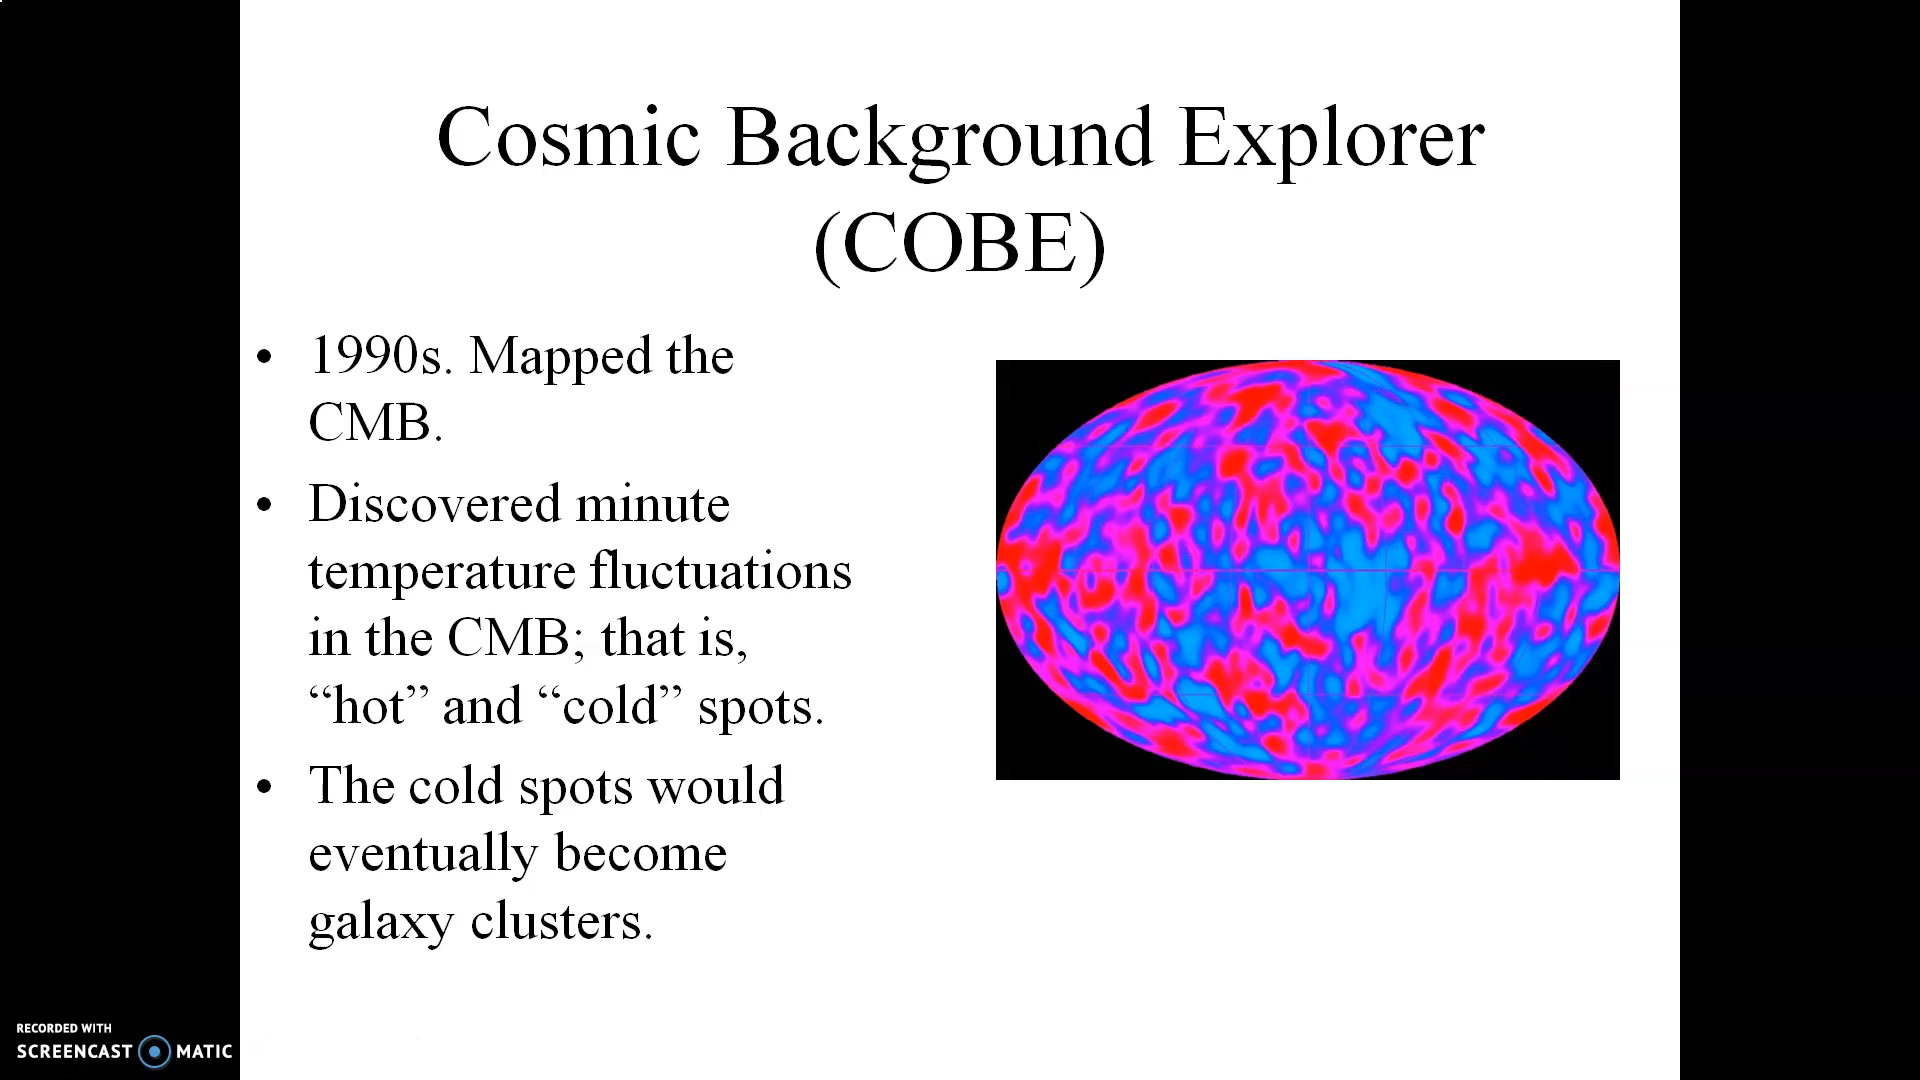 Cosmic Background Explorer
(COBE)
• 1990s. Mapped the
CMB.
• Discovered minute
temperature fluctuations
in the CMB; that is,
“hot” and “cold” spots.
• The cold spots would
eventually become
galaxy clusters.
RECORDED WITH
SCREENCAST MATIC